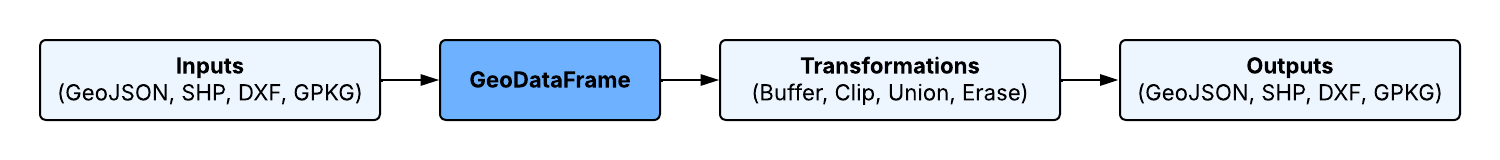 Inputs
(GeoJSON, SHP, DXF, GPKG)
GeoDataFrame
Transformations
(Buffer, Clip, Union, Erase)
Outputs
(GeoJSON, SHP, DXF, GPKG)